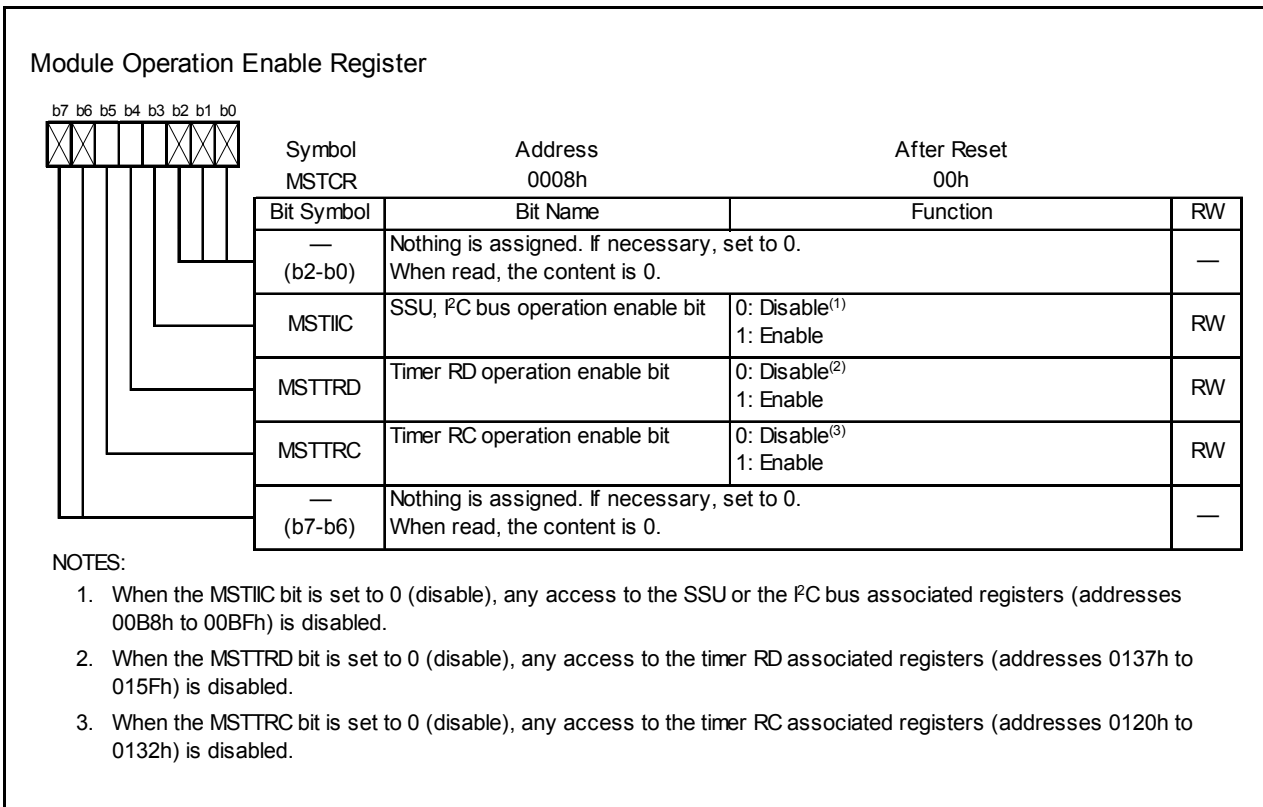 Module Operation Enable Register
b7 b6 b5 b4 b3 b2 b1 b0
Symbol Address After Reset
MSTCR 0008h 00h
Bit Symbol Bit Name Function RW
— Nothing is assigned. If necessary, set to 0.
(b2-b0) When read, the content is 0. —
MSTIIC SSU, I²C bus operation enable bit 0: Disable(1) RW
1: Enable
MSTTRD Timer RD operation enable bit 0: Disable(2) RW
1: Enable
MSTTRC Timer RC operation enable bit 0: Disable(3) RW
1: Enable
— Nothing is assigned. If necessary, set to 0.
(b7-b6) When read, the content is 0. —
NOTES:
1. When the MSTIIC bit is set to 0 (disable), any access to the SSU or the I²C bus associated registers (addresses
00B8h to 00BFh) is disabled.
2. When the MSTTRD bit is set to 0 (disable), any access to the timer RD associated registers (addresses 0137h to
015Fh) is disabled.
3. When the MSTTRC bit is set to 0 (disable), any access to the timer RC associated registers (addresses 0120h to
0132h) is disabled.